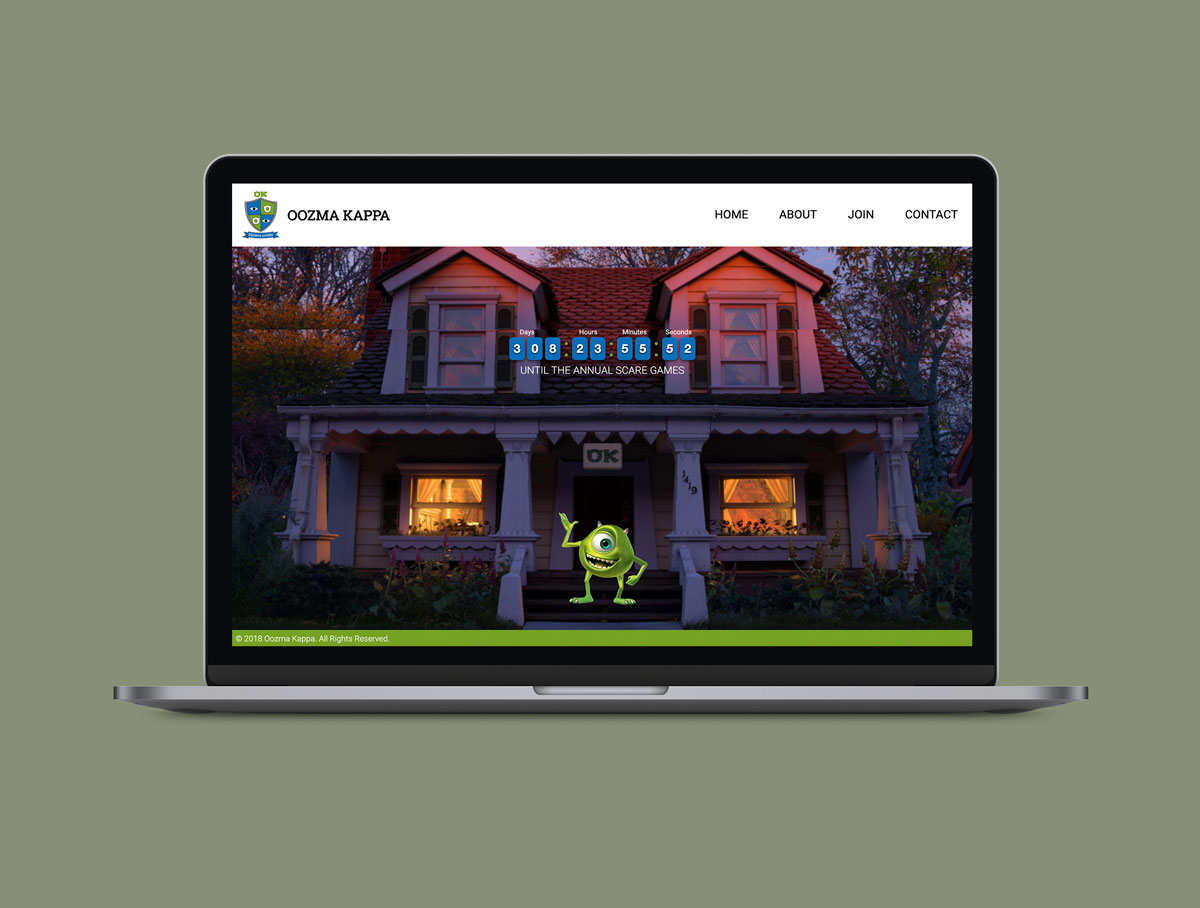 OK
OOZMA KAPPA
HOME
ABOUT
JOIN
CONTACT
Days
Hours
Minutes
Seconds
308:23:55:52
UNTIL THE ANNUAL SCARE GAMES
OK
1419
© 2018 Oozma Kappa. All Rights Reserved.